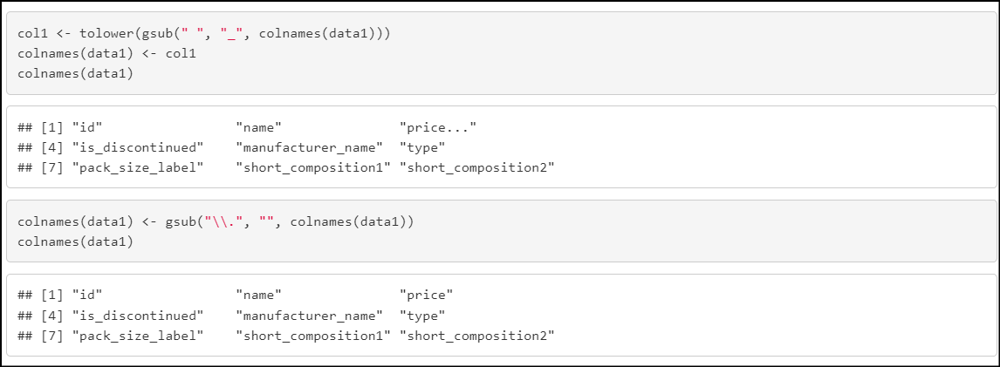 col1 <- tolower(gsub(" ", "_", colnames(data1)))
colnames(data1) <- col1
colnames(data1)
## [1] "id"                 "name"               "price..."
## [4] "is_discontinued"    "manufacturer_name"  "type"
## [7] "pack_size_label"    "short_composition1" "short_composition2"
colnames(data1) <- gsub("\\.", "", colnames(data1))
colnames(data1)
## [1] "id"                 "name"               "price"
## [4] "is_discontinued"    "manufacturer_name"  "type"
## [7] "pack_size_label"    "short_composition1" "short_composition2"